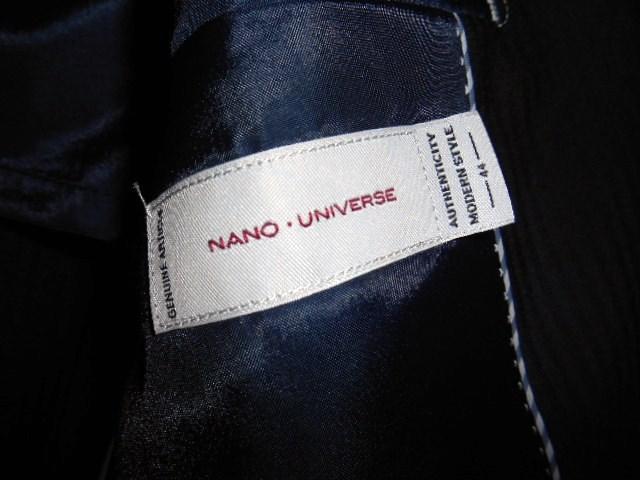 GENUINE ARTICLE
NANO・UNIVERSE
AUTHENTICITY
MODERN STYLE
— 44 —